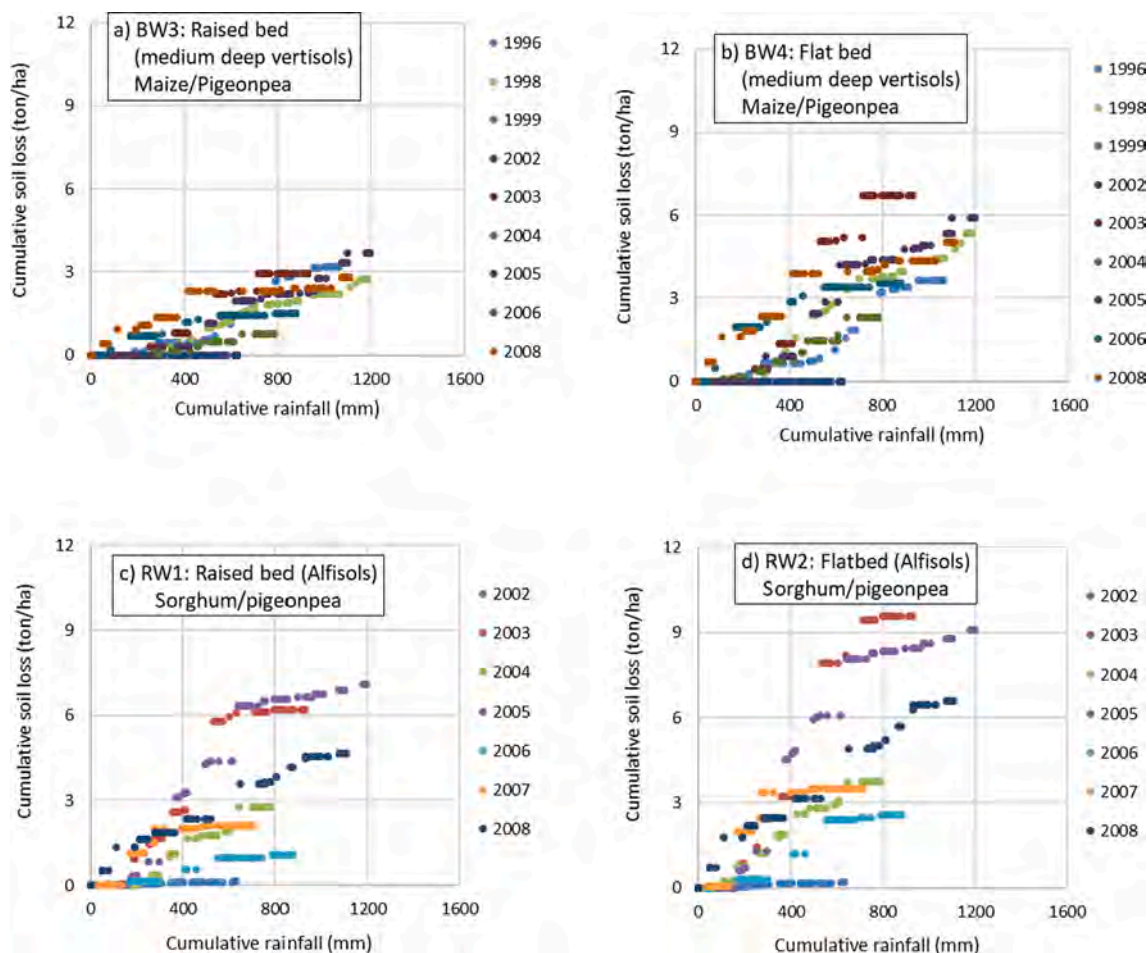 a) BW3: Raised bed
(medium deep vertisols)
Maize/Pigeonpea
Cumulative soil loss (ton/ha)
12
9
6
3
0
0 400 800 1200 1600
Cumulative rainfall (mm)
1996
1998
1999
2002
2003
2004
2005
2006
2008
b) BW4: Flat bed
(medium deep vertisols)
Maize/Pigeonpea
Cumulative soil loss (ton/ha)
12
9
6
3
0
0 400 800 1200 1600
Cumulative rainfall (mm)
1996
1998
1999
2002
2003
2004
2005
2006
2008
c) RW1: Raised bed (Alfisols)
Sorghum/pigeonpea
Cumulative soil loss (ton/ha)
12
9
6
3
0
0 400 800 1200 1600
Cumulative rainfall (mm)
2002
2003
2004
2005
2006
2007
2008
d) RW2: Flatbed (Alfisols)
Sorghum/pigeonpea
Cumulative soil loss (ton/ha)
12
9
6
3
0
0 400 800 1200 1600
Cumulative rainfall (mm)
2002
2003
2004
2005
2006
2007
2008